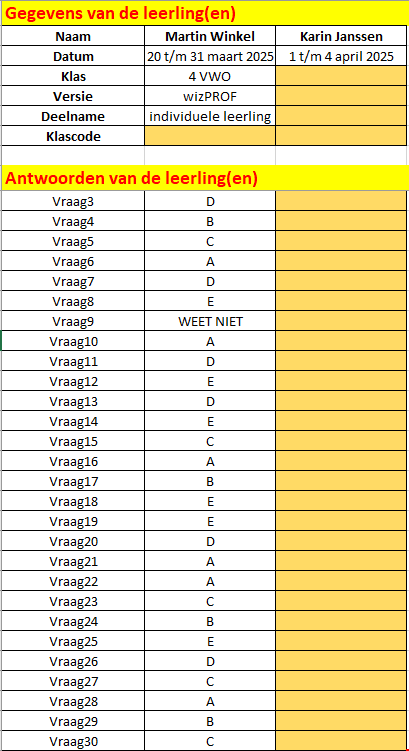 Gegevens van de leerling(en)
Naam Martin Winkel Karin Janssen
Datum 20 t/m 31 maart 2025 1 t/m 4 april 2025
Klas 4 VWO
Versie wizPROF
Deelname individuele leerling
Klascode
Antwoorden van de leerling(en)
Vraag3 D
Vraag4 B
Vraag5 C
Vraag6 A
Vraag7 D
Vraag8 E
Vraag9 WEET NIET
Vraag10 A
Vraag11 D
Vraag12 E
Vraag13 D
Vraag14 E
Vraag15 C
Vraag16 A
Vraag17 B
Vraag18 E
Vraag19 E
Vraag20 D
Vraag21 A
Vraag22 A
Vraag23 C
Vraag24 B
Vraag25 E
Vraag26 D
Vraag27 C
Vraag28 A
Vraag29 B
Vraag30 C